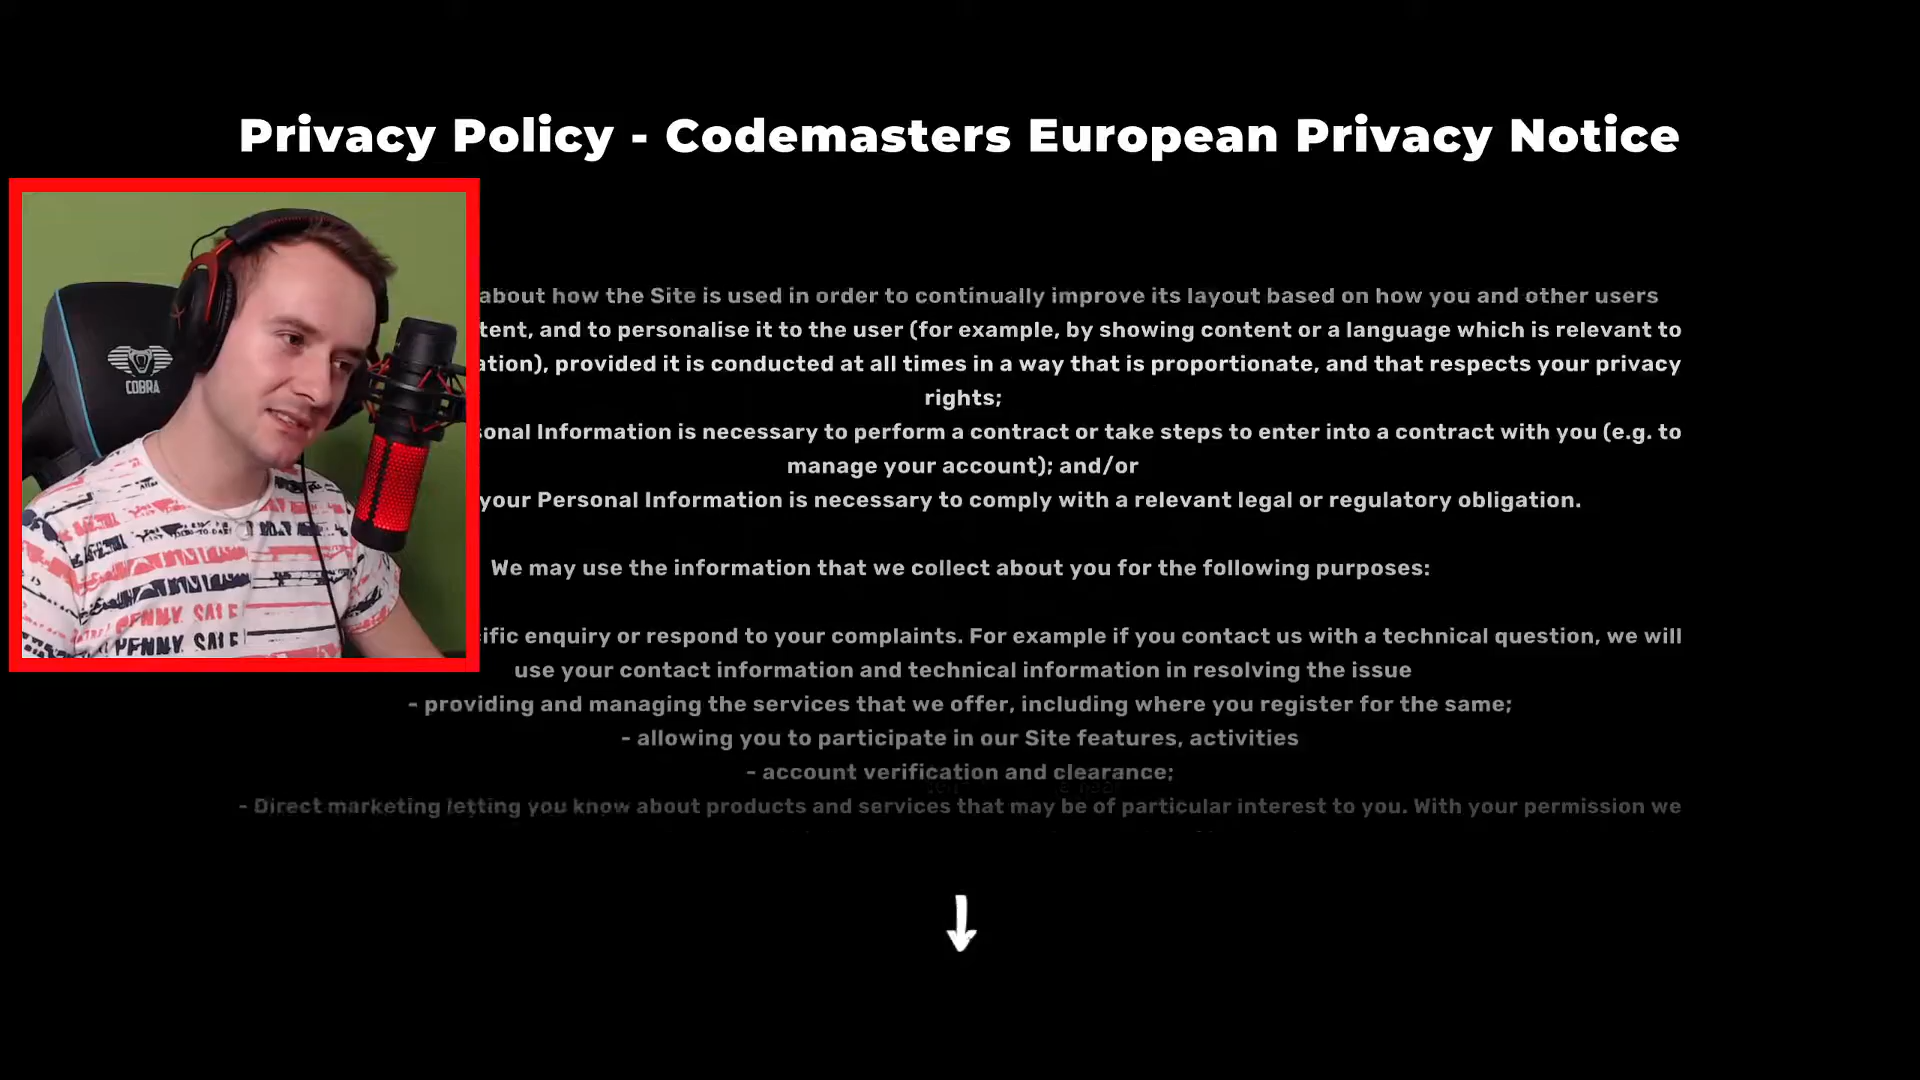 Privacy Policy - Codemasters European Privacy Notice
about how the Site is used in order to continually improve its layout based on how you and other users
tent, and to personalise it to the user (for example, by showing content or a language which is relevant to
ation), provided it is conducted at all times in a way that is proportionate, and that respects your privacy
rights;
sonal Information is necessary to perform a contract or take steps to enter into a contract with you (e.g. to
manage your account); and/or
your Personal Information is necessary to comply with a relevant legal or regulatory obligation.
We may use the information that we collect about you for the following purposes:
ific enquiry or respond to your complaints. For example if you contact us with a technical question, we will
use your contact information and technical information in resolving the issue
- providing and managing the services that we offer, including where you register for the same;
- allowing you to participate in our Site features, activities
- account verification and clearance;
- Direct marketing letting you know about products and services that may be of particular interest to you. With your permission we
COBRA
PENNY SALE
PENNY SALE